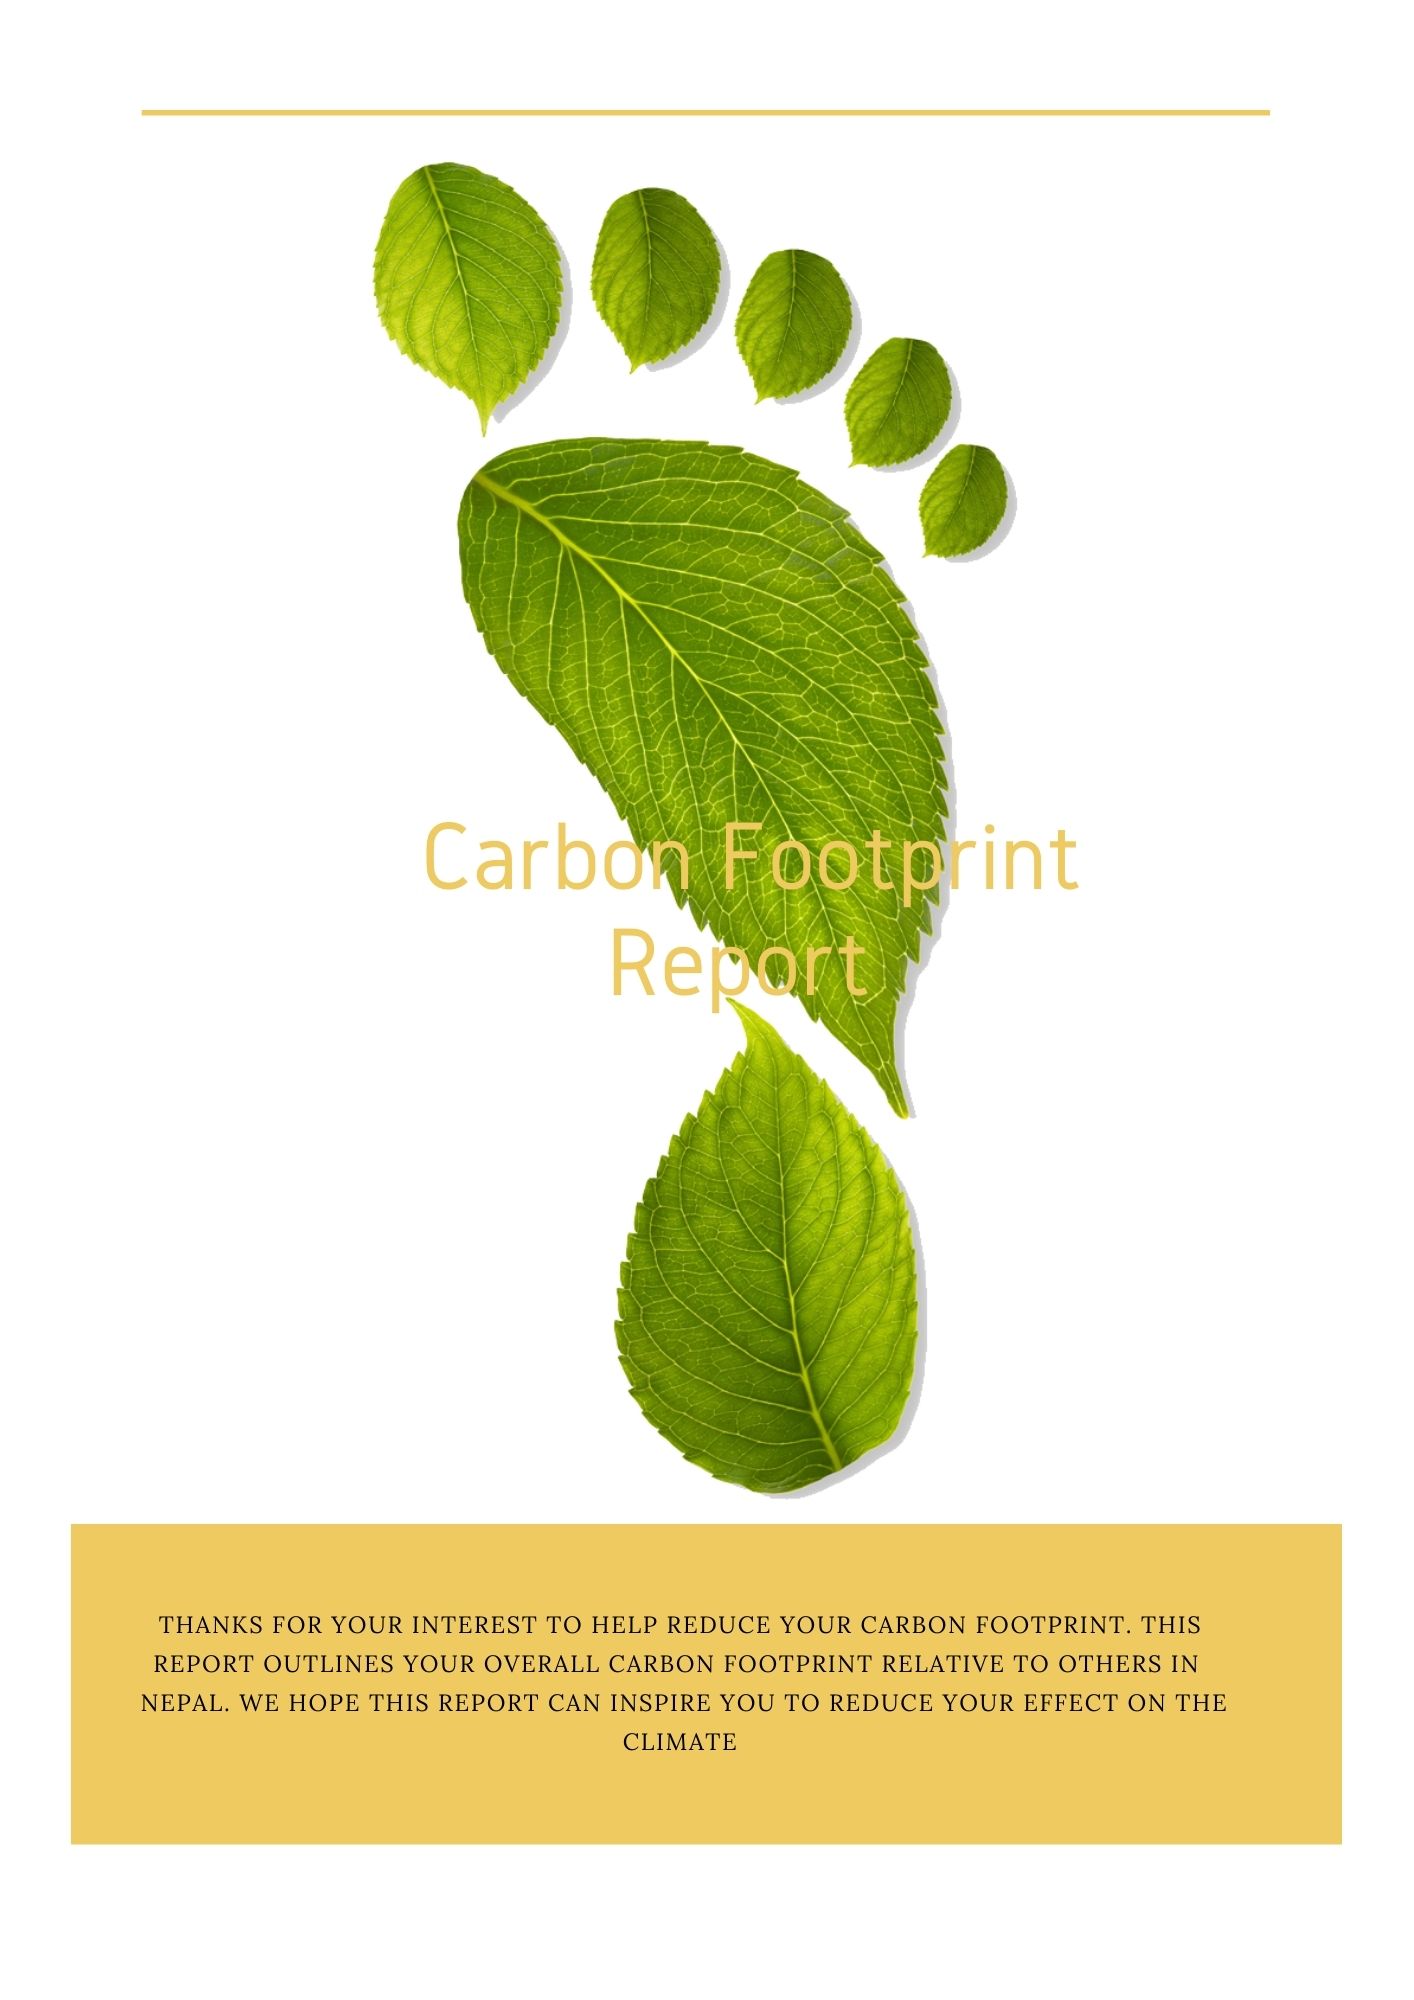 Carbon Footprint
Report
THANKS FOR YOUR INTEREST TO HELP REDUCE YOUR CARBON FOOTPRINT. THIS
REPORT OUTLINES YOUR OVERALL CARBON FOOTPRINT RELATIVE TO OTHERS IN
NEPAL. WE HOPE THIS REPORT CAN INSPIRE YOU TO REDUCE YOUR EFFECT ON THE
CLIMATE